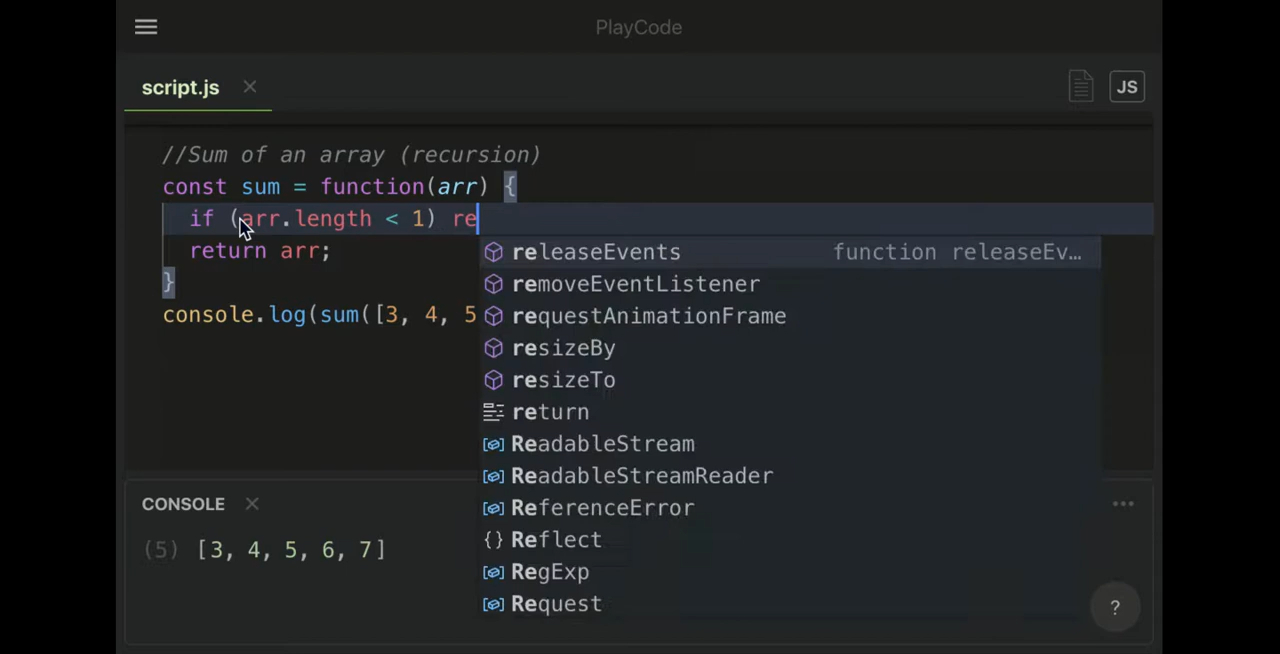 PlayCode
script.js
JS
//Sum of an array (recursion)
const sum = function(arr) {
if (arr.length < 1) re
return arr;
}
console.log(sum([3, 4, 5
releaseEvents function releaseEv…
removeEventListener
requestAnimationFrame
resizeBy
resizeTo
return
ReadableStream
ReadableStreamReader
ReferenceError
Reflect
RegExp
Request
CONSOLE
(5) [3, 4, 5, 6, 7]
?